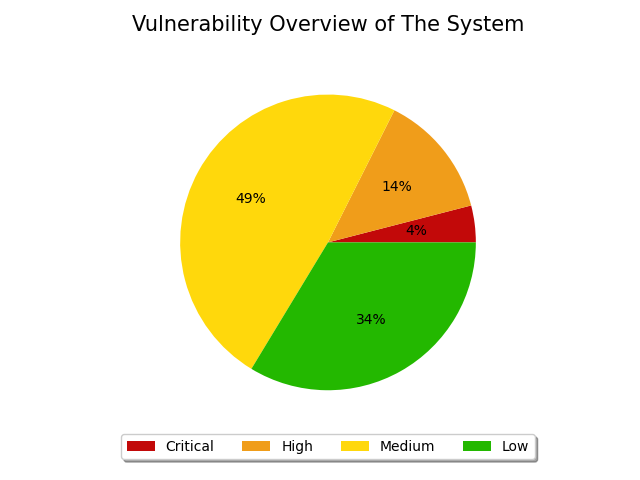 Vulnerability Overview of The System
14%
49%
4%
34%
Critical High Medium Low